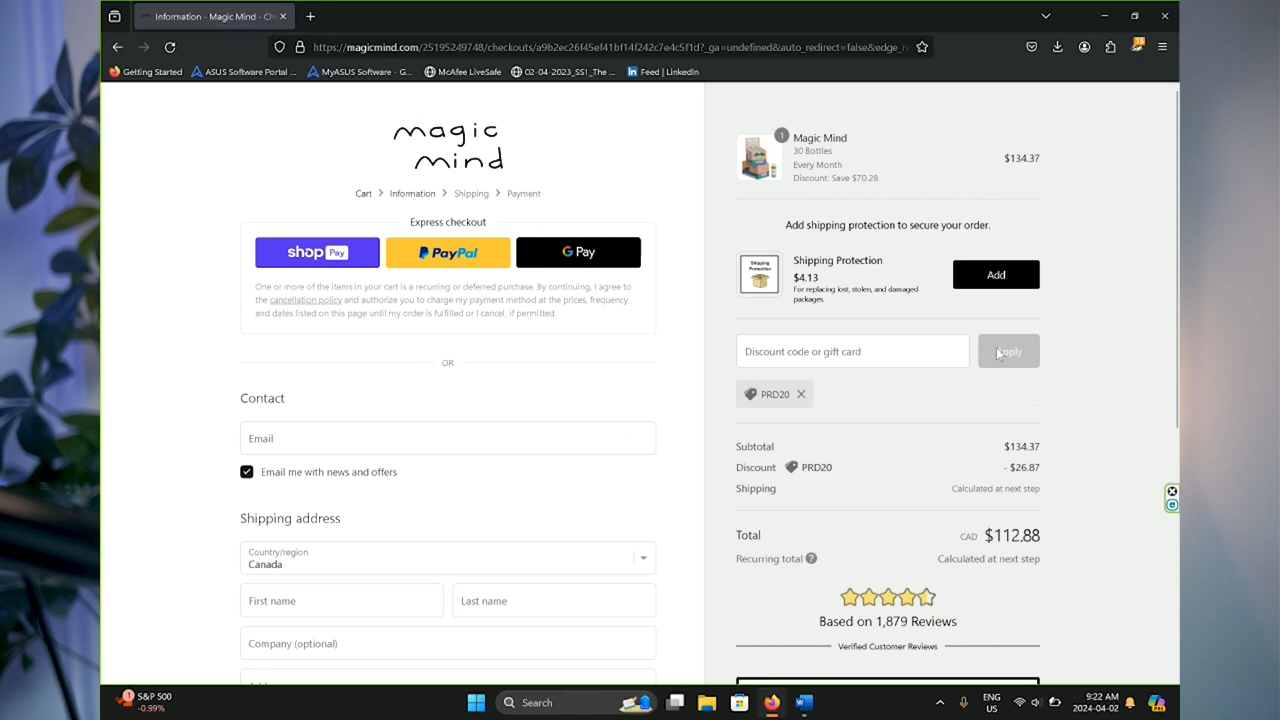 Information - Magic Mind - Ch
https://magicmind.com/25195249748/checkouts/a9b2ec26f45ef41bf14f242c7e4c5f1d?_ga=undefined&auto_redirect=false&edge_r
Getting Started
ASUS Software Portal ...
MyASUS Software - G...
McAfee LiveSafe
02-04-2023_SS1_The ...
Feed | LinkedIn
magic
mind
Cart > Information > Shipping > Payment
Express checkout
shop Pay
PayPal
G Pay
One or more of the items in your cart is a recurring or deferred purchase. By continuing, I agree to
the cancellation policy and authorize you to charge my payment method at the prices, frequency
and dates listed on this page until my order is fulfilled or I cancel, if permitted.
OR
Contact
Email
Email me with news and offers
Shipping address
Country/region
Canada
First name
Last name
Company (optional)
1
Magic Mind
30 Bottles
Every Month
Discount: Save $70.28
$134.37
Add shipping protection to secure your order.
Shipping Protection
Shipping Protection
$4.13
For replacing lost, stolen, and damaged
packages.
Add
Discount code or gift card
Apply
PRD20
Subtotal $134.37
Discount PRD20 - $26.87
Shipping Calculated at next step
Total CAD $112.88
Recurring total ? Calculated at next step
Based on 1,879 Reviews
Verified Customer Reviews
1
S&P 500
-0.99%
Search
ENG
US
9:22 AM
2024-04-02